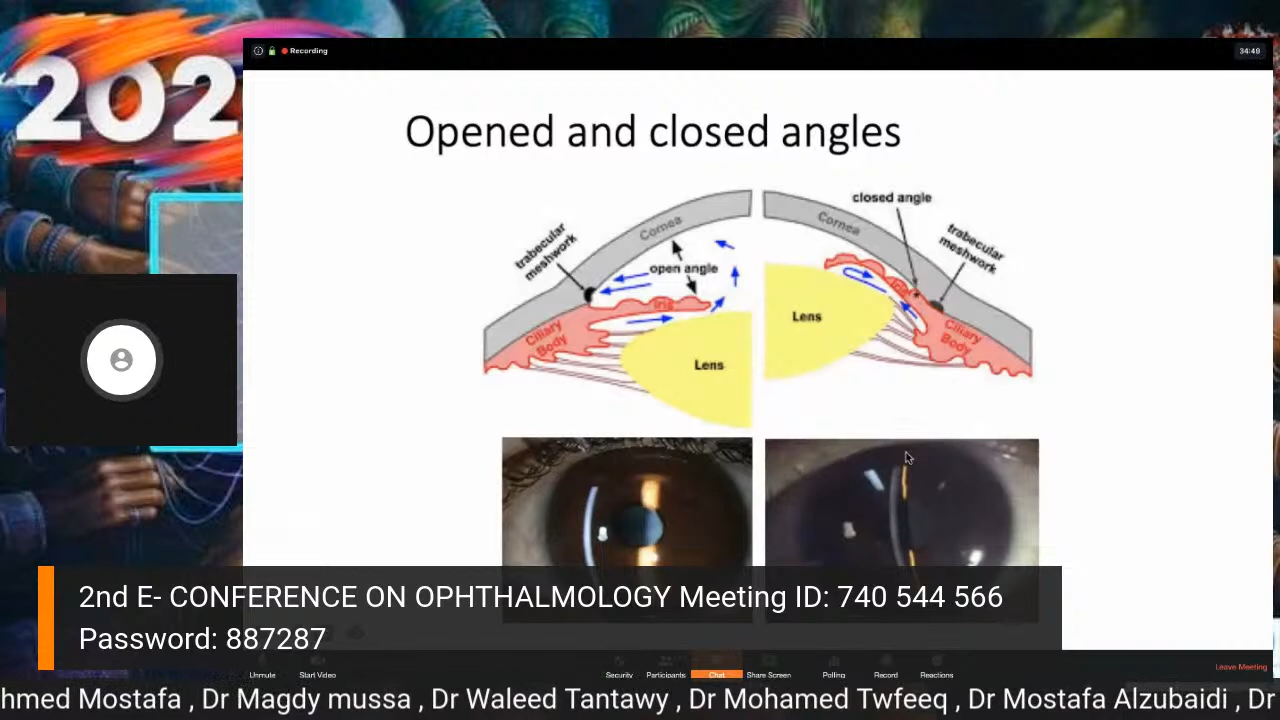 Recording
34:49
202
Opened and closed angles
closed angle
Cornea
Cornea
trabecular
meshwork
trabecular
meshwork
open angle
Iris
Iris
Lens
Ciliary
Body
Ciliary
Body
Lens
2nd E- CONFERENCE ON OPHTHALMOLOGY Meeting ID: 740 544 566
Password: 887287
Leave Meeting
Unmute Start Video Security Participants Chat Share Screen Polling Record Reactions
hmed Mostafa , Dr Magdy mussa , Dr Waleed Tantawy , Dr Mohamed Twfeeq , Dr Mostafa Alzubaidi , Dr